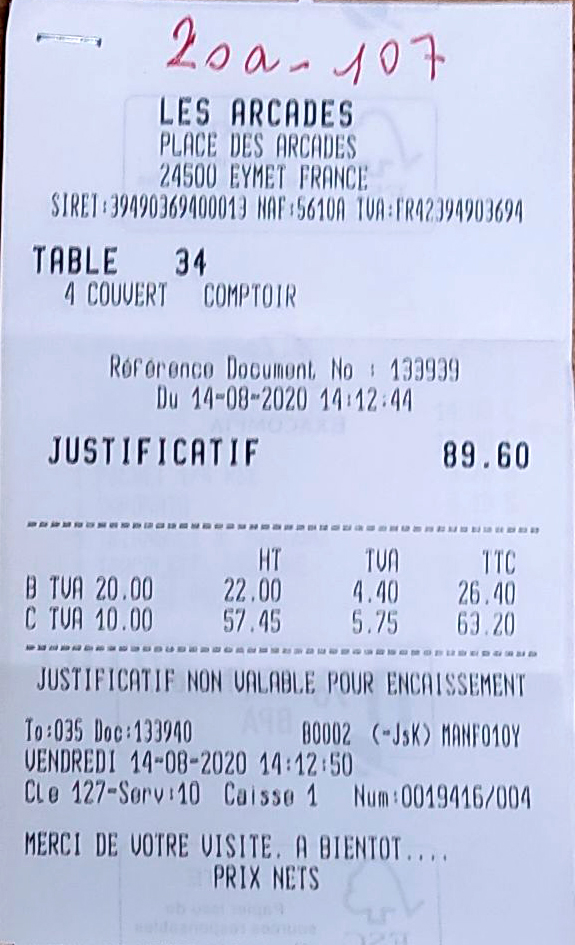 20a-107
LES ARCADES
PLACE DES ARCADES
24500 EYMET FRANCE
SIRET:39490369400013 NAF:5610A TVA:FR42394903694
TABLE 34
4 COUVERT COMPTOIR
Référence Document No : 133939
Du 14-08-2020 14:12:44
JUSTIFICATIF 89.60
HT TVA TTC
B TVA 20.00 22.00 4.40 26.40
C TVA 10.00 57.45 5.75 63.20
JUSTIFICATIF NON VALABLE POUR ENCAISSEMENT
To:035 Doc:133940 B0002 (-JsK) MANF010Y
VENDREDI 14-08-2020 14:12:50
Cle 127-Serv:10 Caisse 1 Num:0019416/004
MERCI DE VOTRE VISITE. A BIENTOT....
PRIX NETS